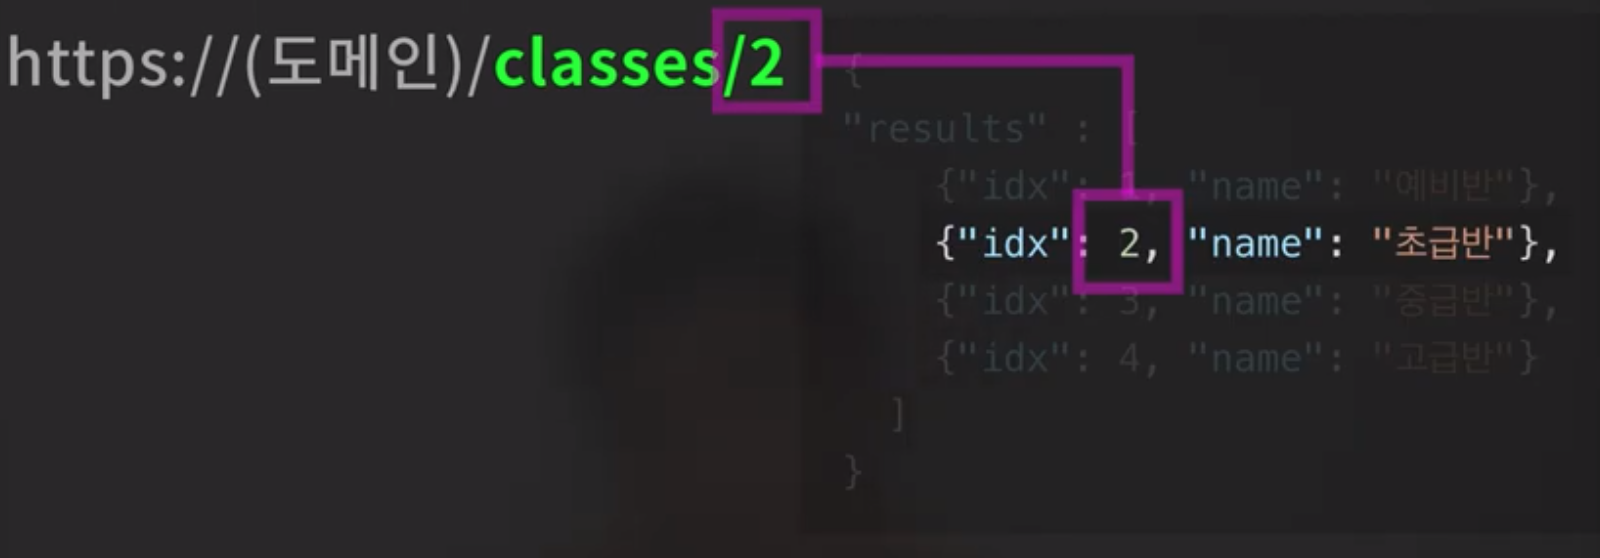 https://(도메인)/classes/2
{
"results" : [
{"idx": 1, "name": "예비반"},
{"idx": 2, "name": "초급반"},
{"idx": 3, "name": "중급반"},
{"idx": 4, "name": "고급반"}
]
}